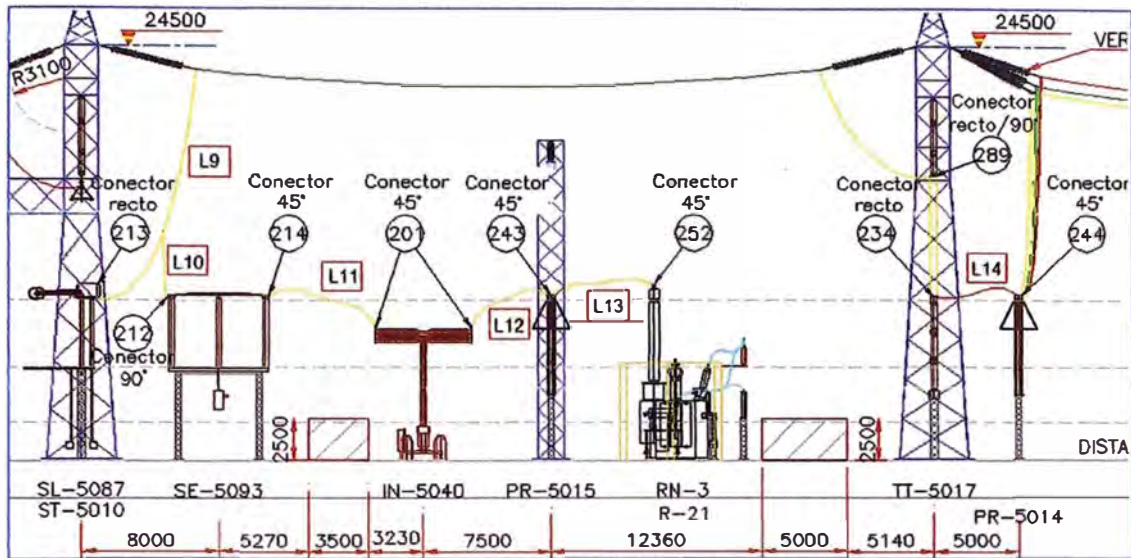 24500
24500
VER
R3100
Conector
recto/90°
289
L9
Conector
recto
213
Conector
45°
214
Conector
45°
201
Conector
45°
243
Conector
45°
252
Conector
recto
234
Conector
45°
244
L10
L11
L12
L13
L14
212
Conector
90°
2500
2500
DISTA
SL-5087
SE-5093
IN-5040
PR-5015
RN-3
TT-5017
ST-5010
R-21
PR-5014
8000
5270
3500
3230
7500
12360
5000
5140
5000